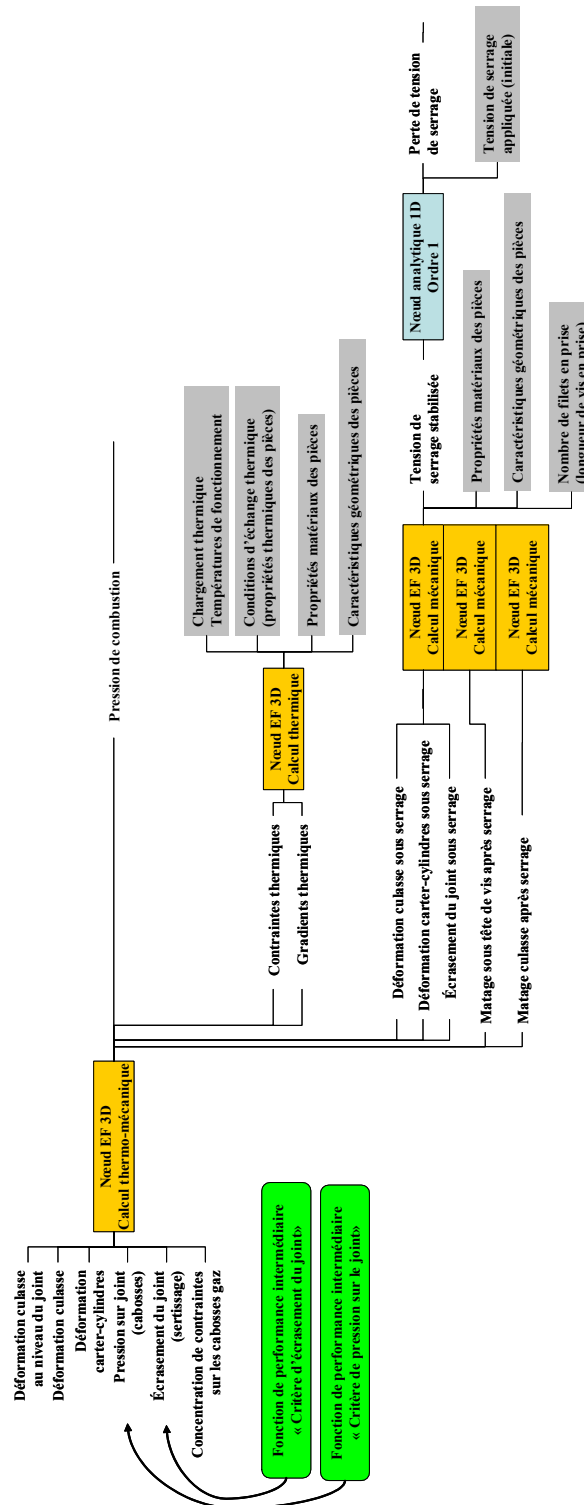 Déformation culasse
au niveau du joint
Déformation culasse
Déformation
carter-cylindres
Pression sur joint
(cabosses)
Écrasement du joint
(sertissage)
Concentration de contraintes
sur les cabosses gaz
Fonction de performance intermédiaire
« Critère d’écrasement du joint»
Fonction de performance intermédiaire
« Critère de pression sur le joint»
Nœud EF 3D
Calcul thermo-mécanique
Pression de combustion
Contraintes thermiques
Gradients thermiques
Nœud EF 3D
Calcul thermique
Chargement thermique
Températures de fonctionnement
Conditions d’échange thermique
(propriétés thermiques des pièces)
Propriétés matériaux des pièces
Caractéristiques géométriques des pièces
Déformation culasse sous serrage
Déformation carter-cylindres sous serrage
Écrasement du joint sous serrage
Matage sous tête de vis après serrage
Matage culasse après serrage
Nœud EF 3D
Calcul mécanique
Nœud EF 3D
Calcul mécanique
Nœud EF 3D
Calcul mécanique
Tension de
serrage stabilisée
Propriétés matériaux des pièces
Caractéristiques géométriques des pièces
Nombre de filets en prise
(longueur de vis en prise)
Nœud analytique 1D
Ordre 1
Perte de tension
de serrage
Tension de serrage
appliquée (initiale)